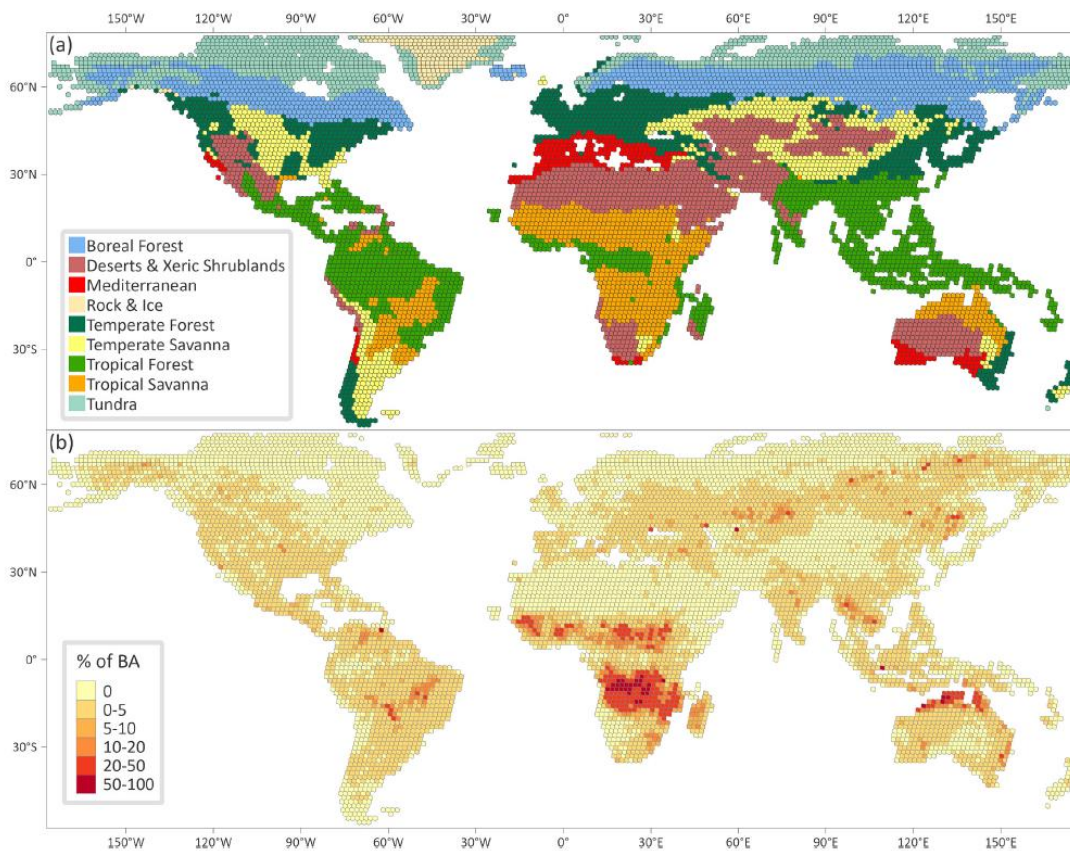 150°W 120°W 90°W 60°W 30°W 0° 30°E 60°E 90°E 120°E 150°E
(a)
60°N
30°N
0°
30°S
Boreal Forest
Deserts & Xeric Shrublands
Mediterranean
Rock & Ice
Temperate Forest
Temperate Savanna
Tropical Forest
Tropical Savanna
Tundra
(b)
60°N
30°N
0°
30°S
% of BA
0
0-5
5-10
10-20
20-50
50-100
150°W 120°W 90°W 60°W 30°W 0° 30°E 60°E 90°E 120°E 150°E